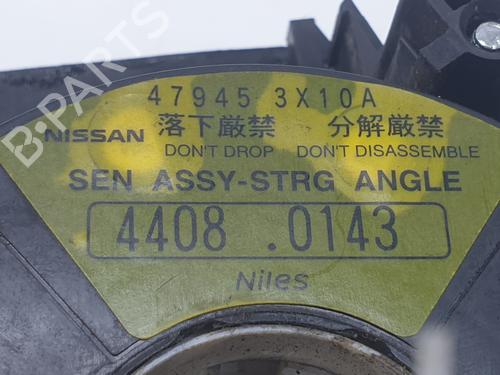 47945 3X10A
NISSAN 落下厳禁 分解厳禁
DON'T DROP DON'T DISASSEMBLE
SEN ASSY-STRG ANGLE
4408 .0143
Niles
B-PARTS